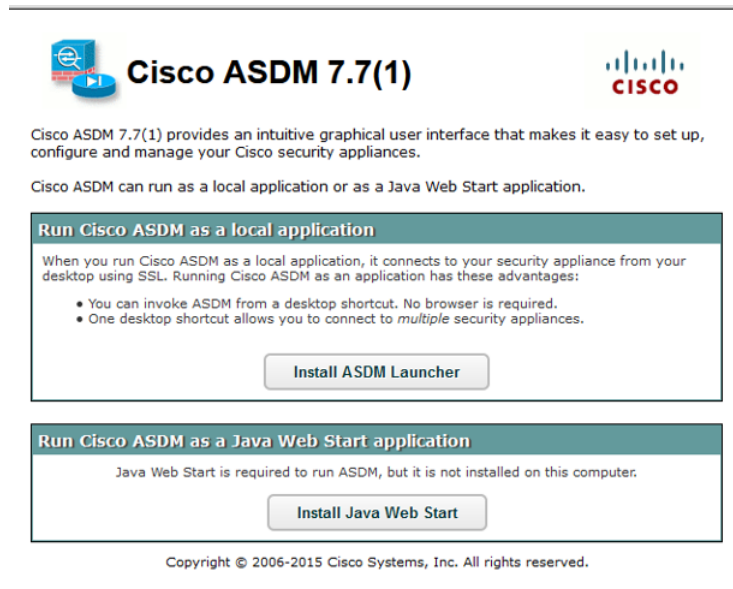 Cisco ASDM 7.7(1)
CISCO
Cisco ASDM 7.7(1) provides an intuitive graphical user interface that makes it easy to set up,
configure and manage your Cisco security appliances.
Cisco ASDM can run as a local application or as a Java Web Start application.
Run Cisco ASDM as a local application
When you run Cisco ASDM as a local application, it connects to your security appliance from your
desktop using SSL. Running Cisco ASDM as an application has these advantages:
• You can invoke ASDM from a desktop shortcut. No browser is required.
• One desktop shortcut allows you to connect to multiple security appliances.
Install ASDM Launcher
Run Cisco ASDM as a Java Web Start application
Java Web Start is required to run ASDM, but it is not installed on this computer.
Install Java Web Start
Copyright © 2006-2015 Cisco Systems, Inc. All rights reserved.